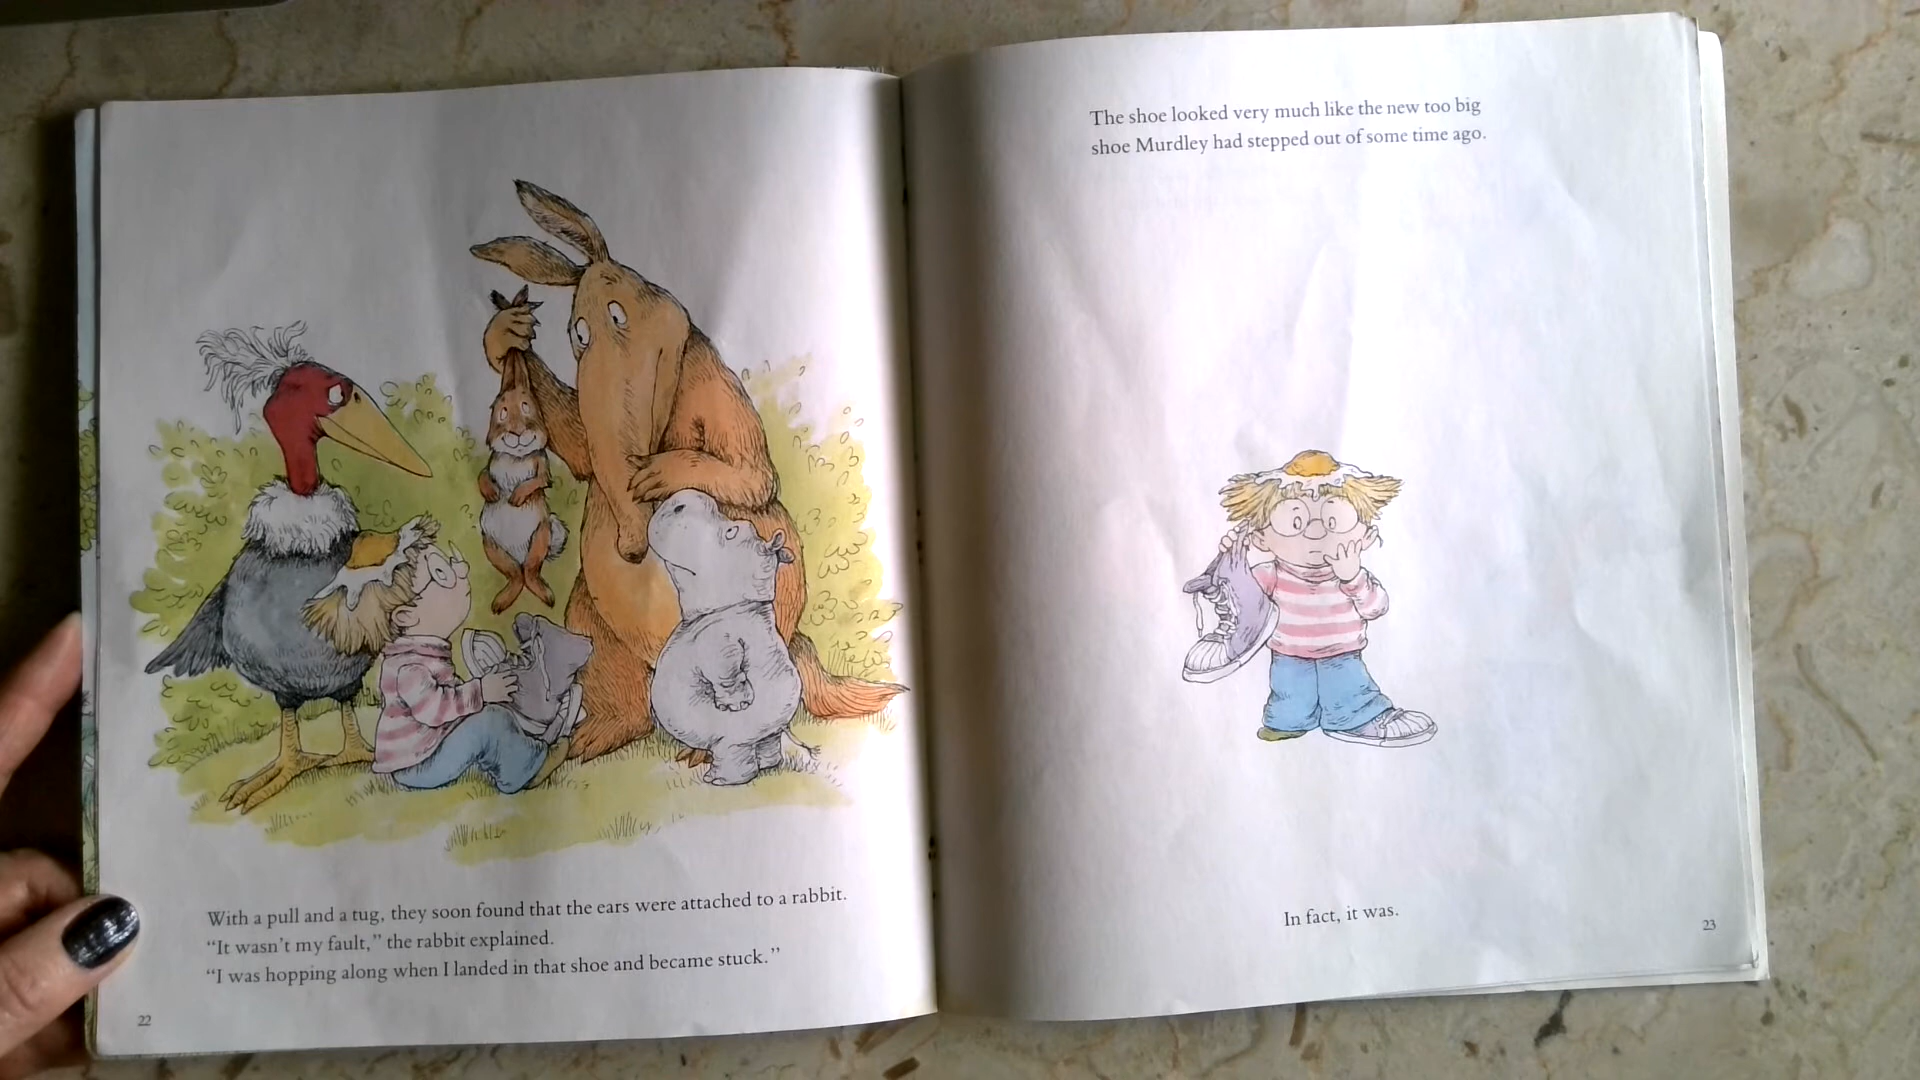 With a pull and a tug, they soon found that the ears were attached to a rabbit.
“It wasn’t my fault,” the rabbit explained.
“I was hopping along when I landed in that shoe and became stuck.”
22
The shoe looked very much like the new too big
shoe Murdley had stepped out of some time ago.
In fact, it was.
23